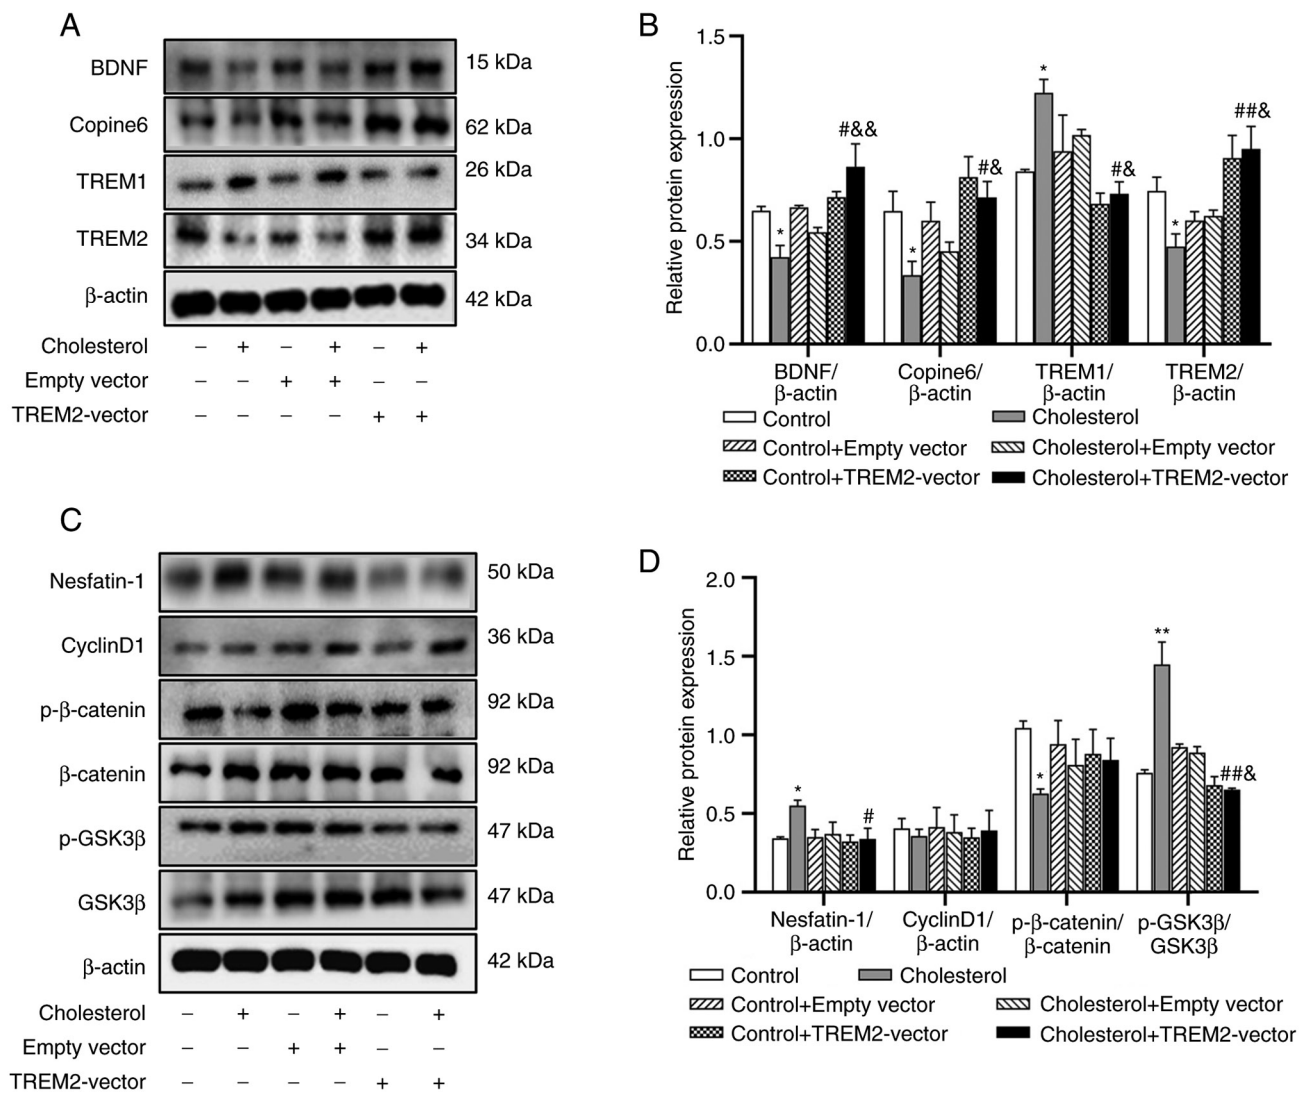 A
BDNF 15 kDa
Copine6 62 kDa
TREM1 26 kDa
TREM2 34 kDa
β-actin 42 kDa
Cholesterol – + – + – +
Empty vector – – + + – –
TREM2-vector – – – – + +
B
Relative protein expression
1.5
1.0
0.5
0.0
* #&&
* #&
* #&
* ##&
BDNF/ Copine6/ TREM1/ TREM2/
β-actin β-actin β-actin β-actin
Control Cholesterol
Control+Empty vector Cholesterol+Empty vector
Control+TREM2-vector Cholesterol+TREM2-vector
C
Nesfatin-1 50 kDa
CyclinD1 36 kDa
p-β-catenin 92 kDa
β-catenin 92 kDa
p-GSK3β 47 kDa
GSK3β 47 kDa
β-actin 42 kDa
Cholesterol – + – + – +
Empty vector – – + + – –
TREM2-vector – – – – + +
D
Relative protein expression
2.0
1.5
1.0
0.5
0.0
* #
*
** ##&
Nesfatin-1/ CyclinD1/ p-β-catenin/ p-GSK3β/
β-actin β-actin β-catenin GSK3β
Control Cholesterol
Control+Empty vector Cholesterol+Empty vector
Control+TREM2-vector Cholesterol+TREM2-vector